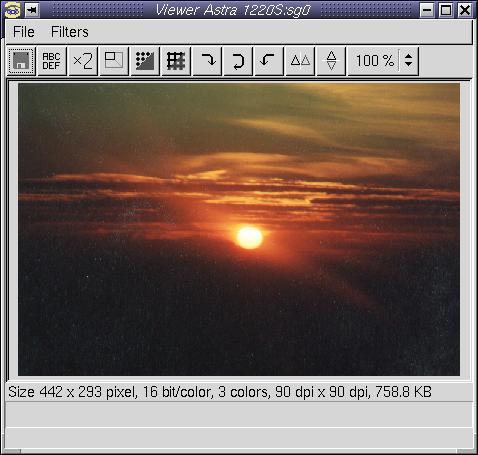 Viewer Astra 1220S:sg0
File Filters
ABC
DEF
×2
100 %
Size 442 x 293 pixel, 16 bit/color, 3 colors, 90 dpi x 90 dpi, 758.8 KB